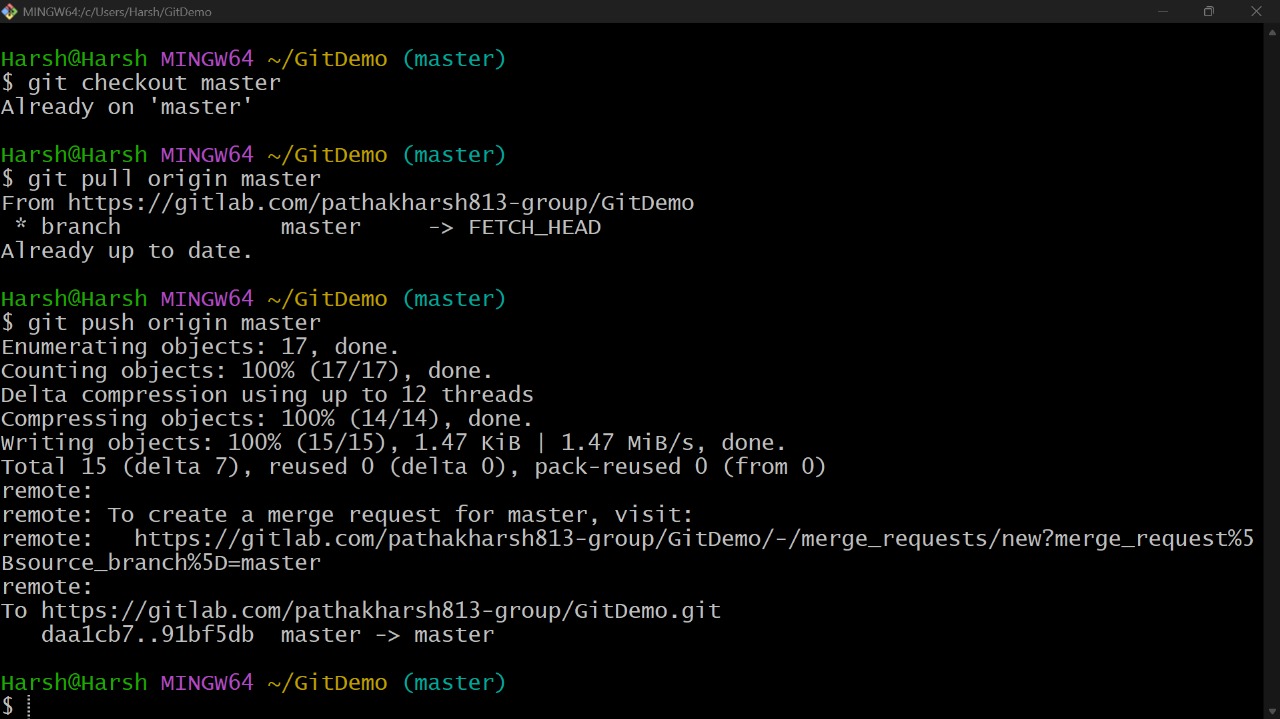 MINGW64:/c/Users/Harsh/GitDemo
Harsh@Harsh MINGW64 ~/GitDemo (master)
$ git checkout master
Already on 'master'
Harsh@Harsh MINGW64 ~/GitDemo (master)
$ git pull origin master
From https://gitlab.com/pathakharsh813-group/GitDemo
 * branch            master     -> FETCH_HEAD
Already up to date.
Harsh@Harsh MINGW64 ~/GitDemo (master)
$ git push origin master
Enumerating objects: 17, done.
Counting objects: 100% (17/17), done.
Delta compression using up to 12 threads
Compressing objects: 100% (14/14), done.
Writing objects: 100% (15/15), 1.47 KiB | 1.47 MiB/s, done.
Total 15 (delta 7), reused 0 (delta 0), pack-reused 0 (from 0)
remote:
remote: To create a merge request for master, visit:
remote:   https://gitlab.com/pathakharsh813-group/GitDemo/-/merge_requests/new?merge_request%5
Bsource_branch%5D=master
remote:
To https://gitlab.com/pathakharsh813-group/GitDemo.git
   daa1cb7..91bf5db  master -> master
Harsh@Harsh MINGW64 ~/GitDemo (master)
$